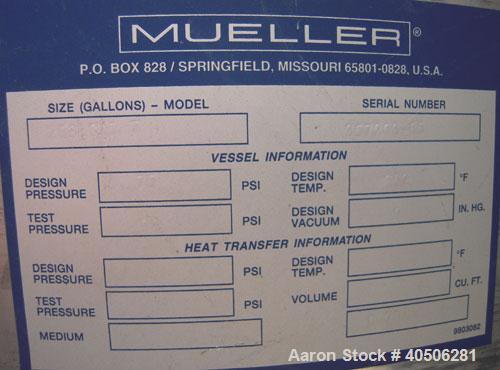 MUELLER®
P.O. BOX 828 / SPRINGFIELD, MISSOURI 65801-0828, U.S.A.
SIZE (GALLONS) – MODEL SERIAL NUMBER
VESSEL INFORMATION
DESIGN PRESSURE PSI DESIGN TEMP. °F
TEST PRESSURE PSI DESIGN VACUUM IN. HG.
HEAT TRANSFER INFORMATION
DESIGN PRESSURE PSI DESIGN TEMP. °F
TEST PRESSURE PSI VOLUME CU. FT.
MEDIUM
9803082
Aaron Stock # 40506281